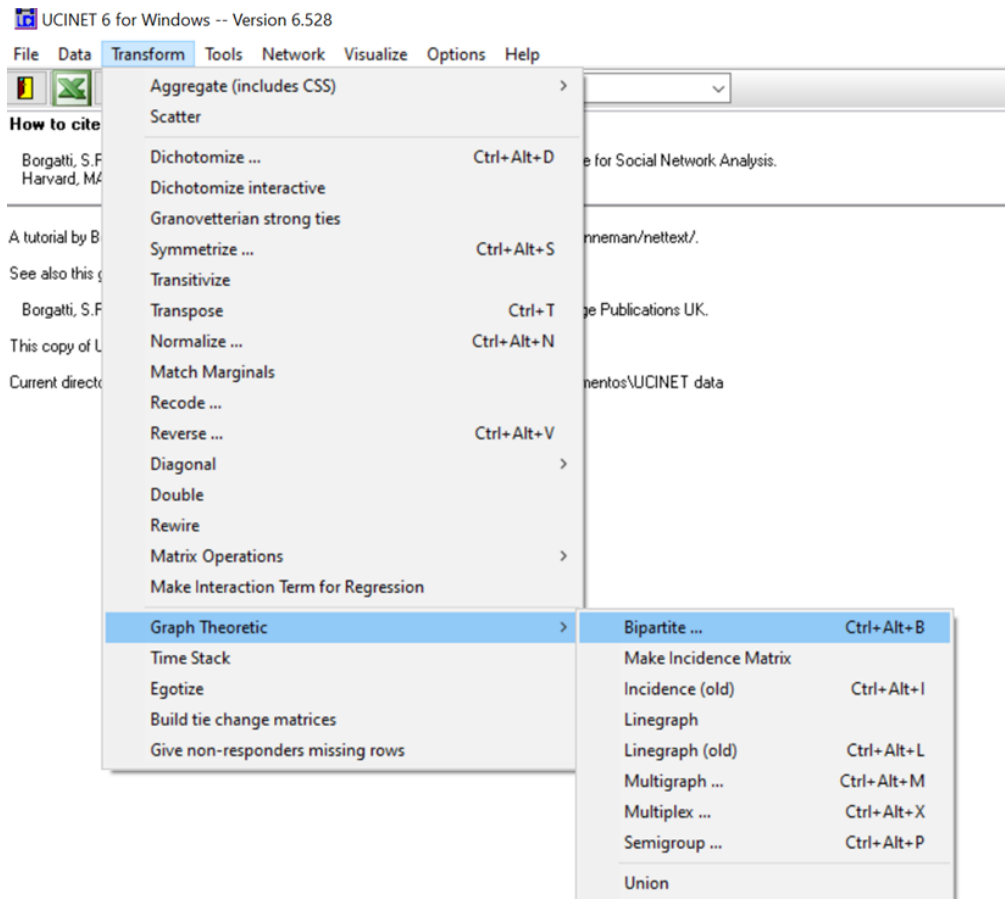 UCINET 6 for Windows -- Version 6.528
File Data Transform Tools Network Visualize Options Help
How to cite
Borgatti, S.F
e for Social Network Analysis.
Harvard, MA
A tutorial by B
nneman/nettext/.
See also this g
Borgatti, S.F
ge Publications UK.
This copy of U
Current directo
mentos\UCINET data
Aggregate (includes CSS)
Scatter
Dichotomize ... Ctrl+Alt+D
Dichotomize interactive
Granovetterian strong ties
Symmetrize ... Ctrl+Alt+S
Transitivize
Transpose Ctrl+T
Normalize ... Ctrl+Alt+N
Match Marginals
Recode ...
Reverse ... Ctrl+Alt+V
Diagonal
Double
Rewire
Matrix Operations
Make Interaction Term for Regression
Graph Theoretic
Time Stack
Egotize
Build tie change matrices
Give non-responders missing rows
Bipartite ... Ctrl+Alt+B
Make Incidence Matrix
Incidence (old) Ctrl+Alt+I
Linegraph
Linegraph (old) Ctrl+Alt+L
Multigraph ... Ctrl+Alt+M
Multiplex ... Ctrl+Alt+X
Semigroup ... Ctrl+Alt+P
Union